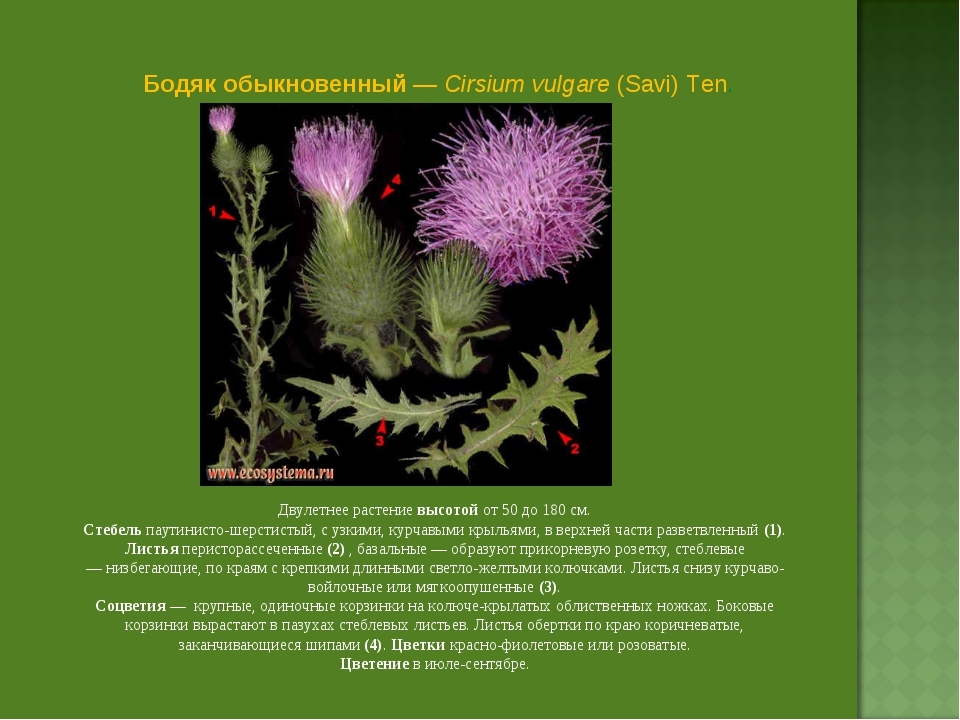 Бодяк обыкновенный — Cirsium vulgare (Savi) Ten.
1
4
3
2
www.ecosystema.ru
Двулетнее растение высотой от 50 до 180 см.
Стебель паутинисто-шерстистый, с узкими, курчавыми крыльями, в верхней части разветвленный (1).
Листья перисторассеченные (2) , базальные — образуют прикорневую розетку, стеблевые
— низбегающие, по краям с крепкими длинными светло-желтыми колючками. Листья снизу курчаво-
войлочные или мягкоопушенные (3).
Соцветия — крупные, одиночные корзинки на колюче-крылатых облиственных ножках. Боковые
корзинки вырастают в пазухах стеблевых листьев. Листья обертки по краю коричневатые,
заканчивающиеся шипами (4). Цветки красно-фиолетовые или розоватые.
Цветение в июле-сентябре.